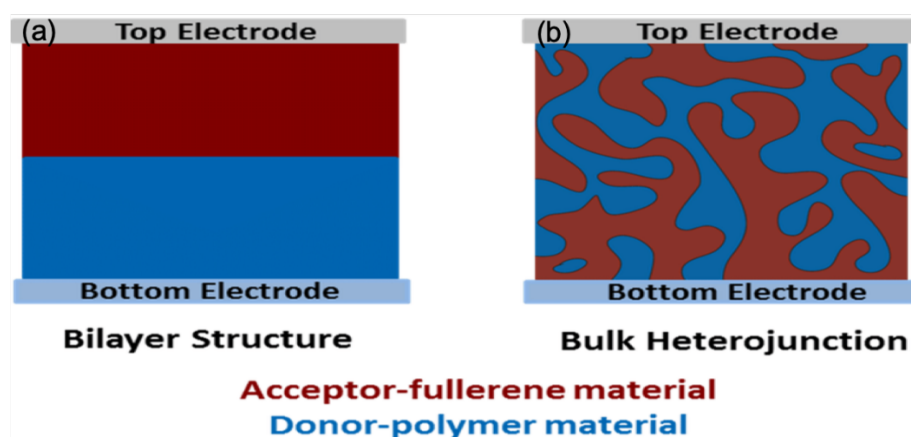 (a) Top Electrode
(b) Top Electrode
Bottom Electrode
Bottom Electrode
Bilayer Structure
Bulk Heterojunction
Acceptor-fullerene material
Donor-polymer material